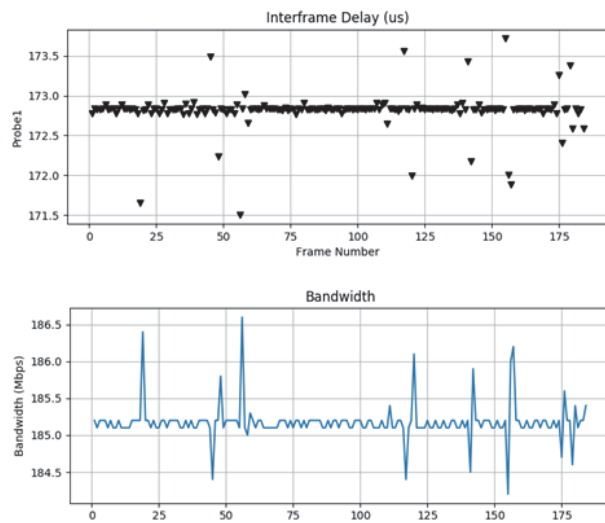 Interframe Delay (us)
173.5
173.0
172.5
172.0
171.5
Probe1
0 25 50 75 100 125 150 175
Frame Number
Bandwidth
186.5
186.0
185.5
185.0
184.5
Bandwidth (Mbps)
0 25 50 75 100 125 150 175